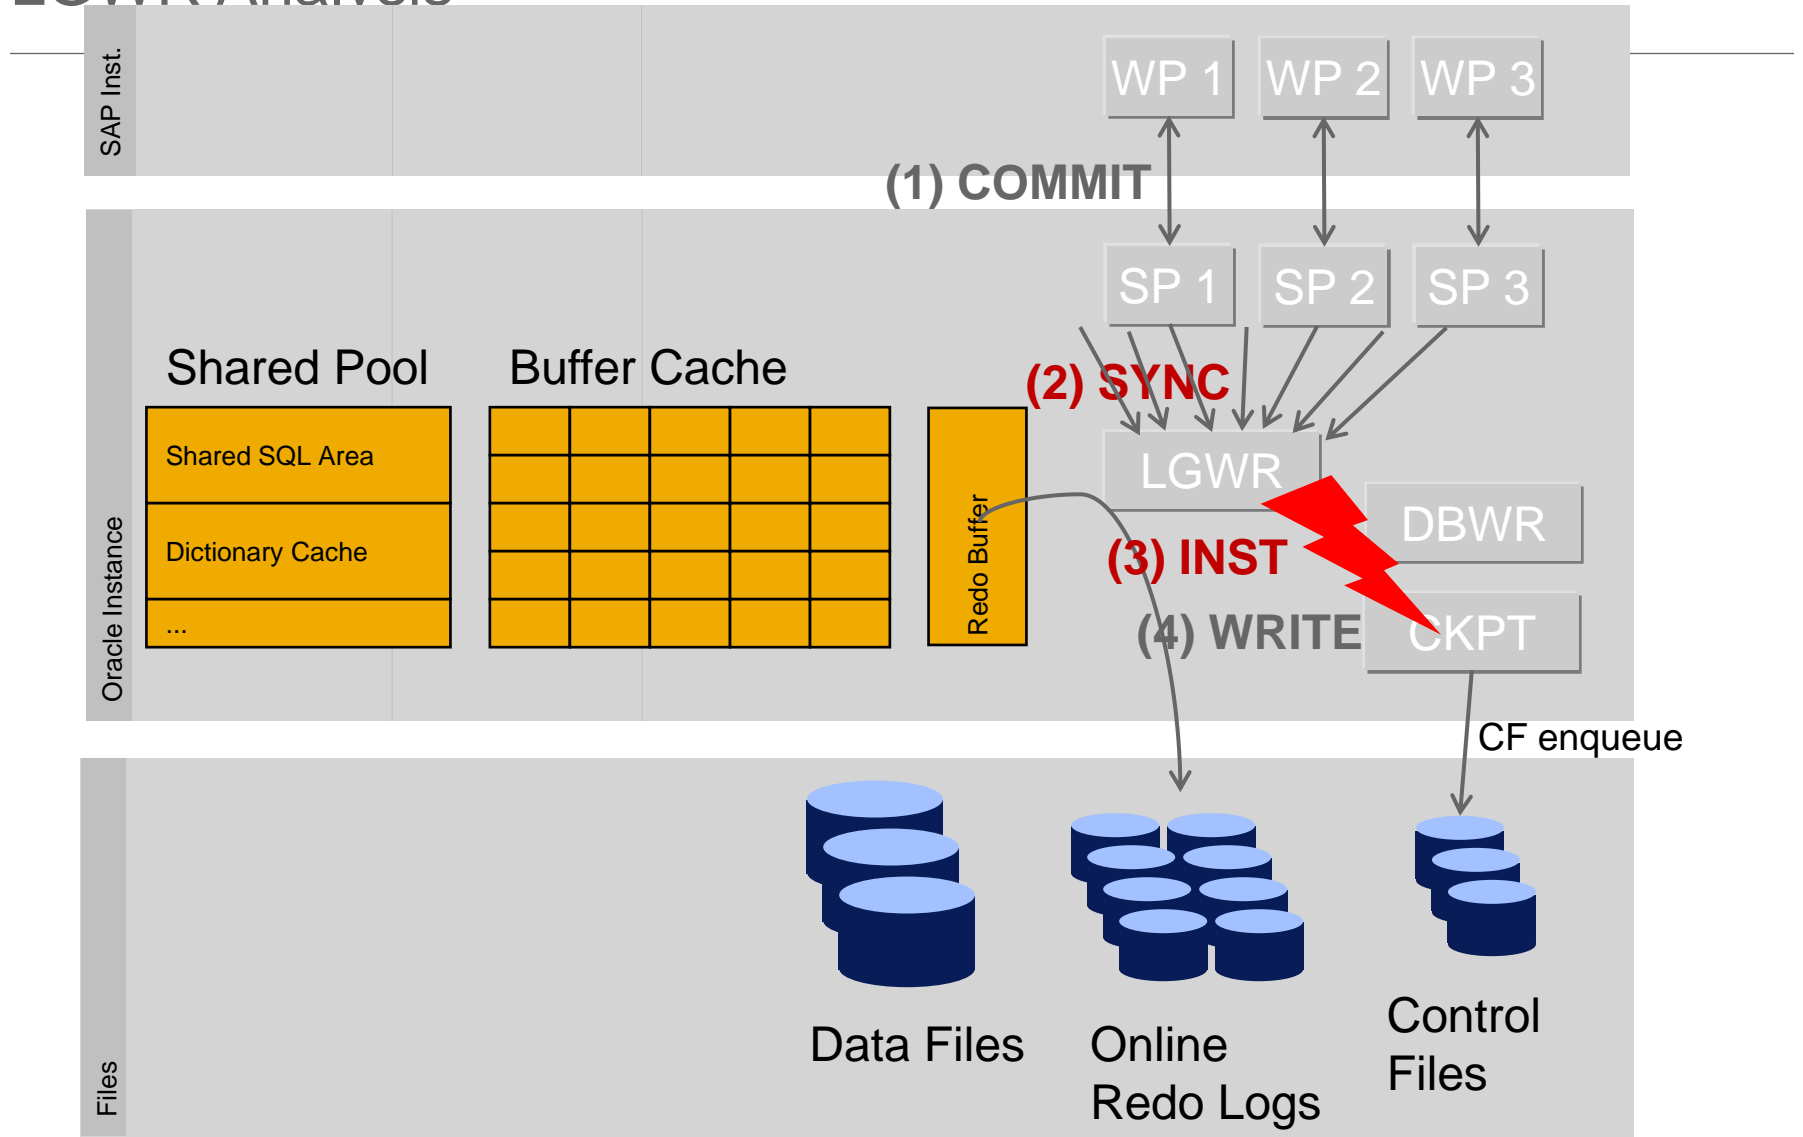 LGWR Analysis
SAP Inst.
WP 1
WP 2
WP 3
(1) COMMIT
Oracle Instance
SP 1
SP 2
SP 3
Shared Pool
Buffer Cache
(2) SYNC
Shared SQL Area
Dictionary Cache
...
Redo Buffer
LGWR
DBWR
(3) INST
(4) WRITE
CKPT
CF enqueue
Files
Data Files
Online
Redo Logs
Control
Files